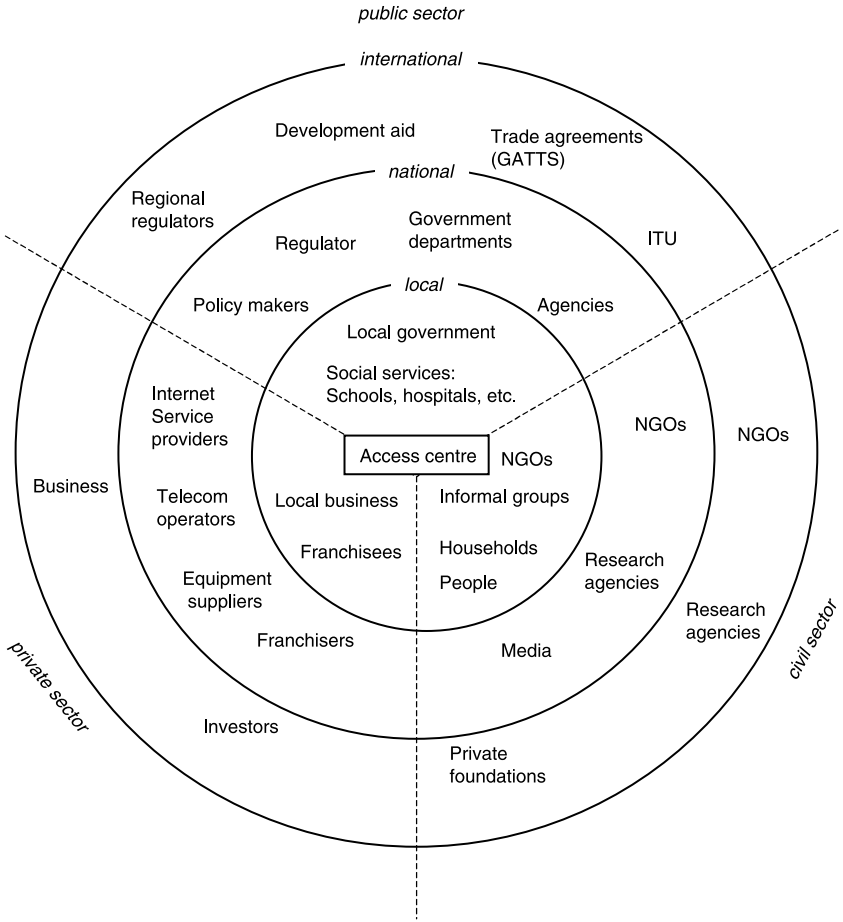 public sector
international
Development aid
Trade agreements
(GATTS)
national
Regional
regulators
Government
departments
Regulator
ITU
local
Policy makers
Agencies
Local government
Social services:
Schools, hospitals, etc.
Internet
Service
providers
NGOs
NGOs
Access centre
NGOs
Business
Telecom
operators
Local business
Informal groups
Franchisees
Households
People
Equipment
suppliers
Research
agencies
Research
agencies
Franchisers
Media
private sector
civil sector
Investors
Private
foundations